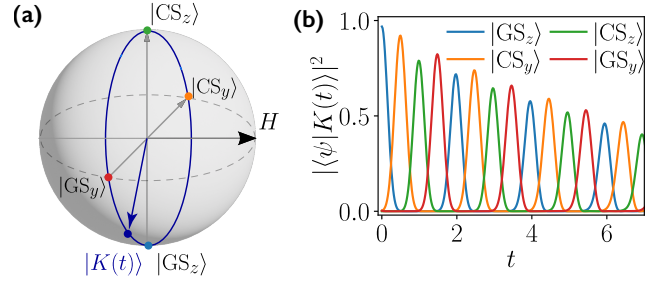 (a)
|CS_z⟩
|CS_y⟩
H
|GS_y⟩
|K(t)⟩ |GS_z⟩
(b)
|⟨ψ|K(t)⟩|²
1.0
0.5
0.0
|GS_z⟩ |CS_z⟩
|CS_y⟩ |GS_y⟩
0 2 4 6
t